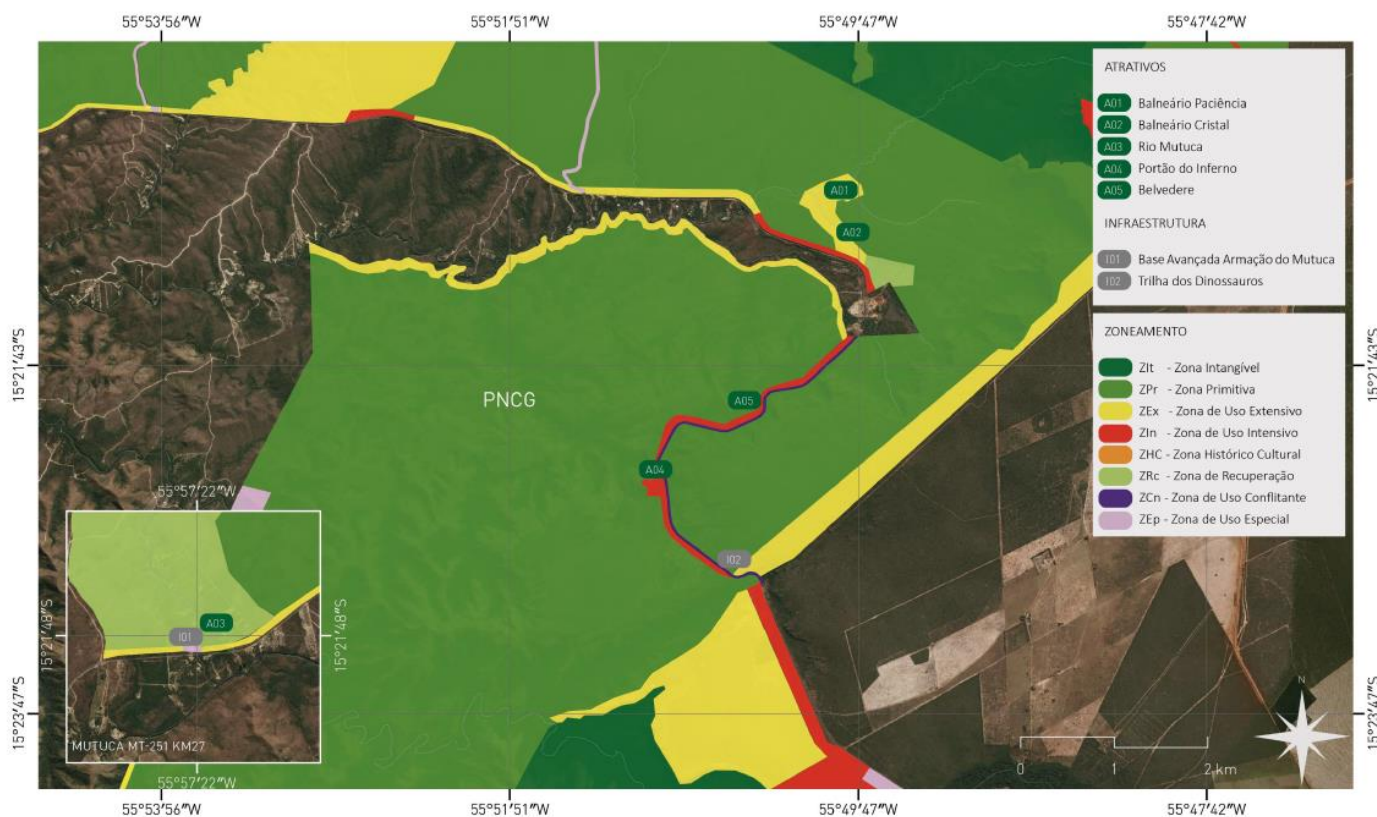 55°53'56"W
55°51'51"W
55°49'47"W
55°47'42"W
ATRATIVOS
A01 Balneário Paciência
A02 Balneário Cristal
A03 Rio Mutuca
A04 Portão do Inferno
A05 Belvedere
INFRAESTRUTURA
I01 Base Avançada Armação do Mutuca
I02 Trilha dos Dinossauros
ZONEAMENTO
ZIt - Zona Intangível
ZPr - Zona Primitiva
ZEx - Zona de Uso Extensivo
ZIn - Zona de Uso Intensivo
ZHC - Zona Histórico Cultural
ZRc - Zona de Recuperação
ZCn - Zona de Uso Conflitante
ZEp - Zona de Uso Especial
A01
A02
15°21'43"S
15°21'43"S
PNCG
A05
A04
55°57'22"W
I02
A03
I01
15°21'48"S
15°21'48"S
N
15°23'47"S
15°23'47"S
MUTUCA MT-251 KM27
0 1 2 km
55°57'22"W
55°53'56"W
55°51'51"W
55°49'47"W
55°47'42"W